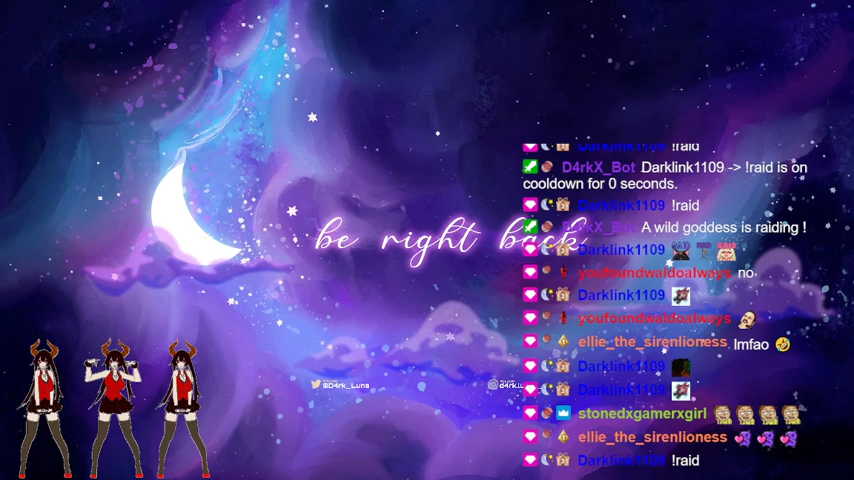 Darklink1109 !raid
D4rkX_Bot Darklink1109 -> !raid is on
cooldown for 0 seconds.
Darklink1109 !raid
D4rkX_Bot A wild goddess is raiding !
be right back
Darklink1109
youfoundwaldoalways no
Darklink1109
youfoundwaldoalways
ellie_the_sirenlioness lmfao
Darklink1109
@D4rk_Luna
Darklink1109
stonedxgamerxgirl
ellie_the_sirenlioness
Darklink1109 !raid